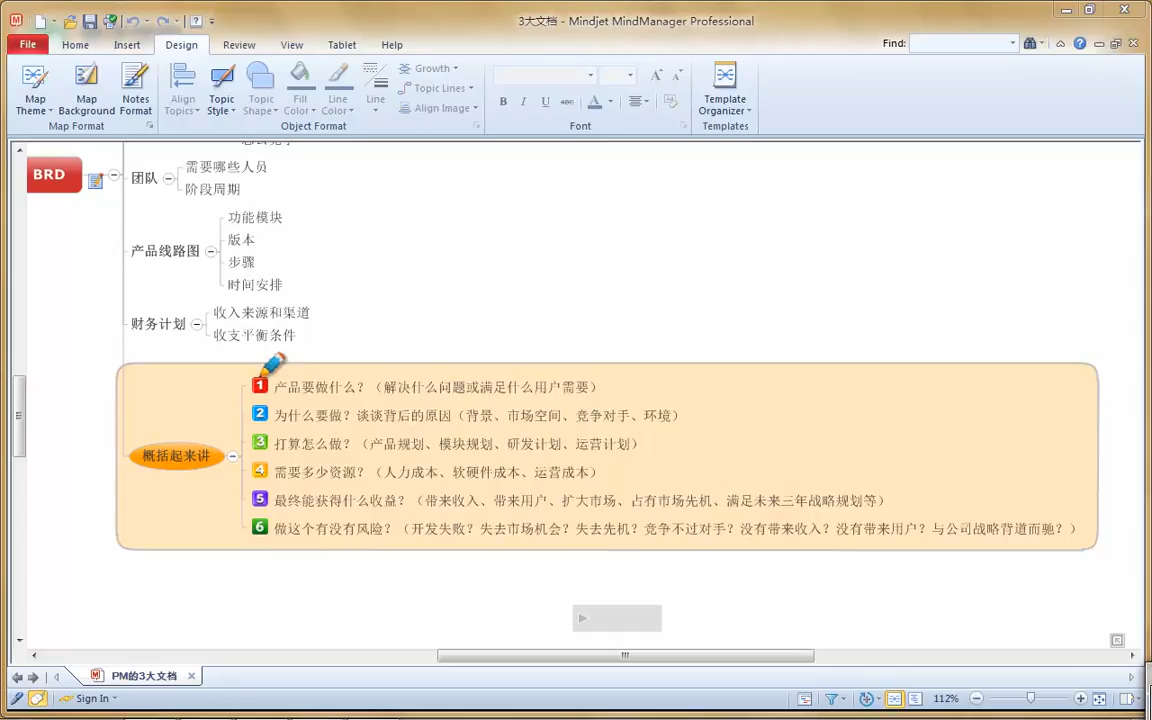 3大文档 - Mindjet MindManager Professional
File Home Insert Design Review View Tablet Help Find:
Map Theme Map Background Notes Format Align Topics Topic Style Topic Shape Fill Color Line Color Line Growth Topic Lines Align Image B I U abc A Template Organizer
Map Format Object Format Font Templates
BRD
团队
需要哪些人员
阶段周期
产品线路图
功能模块
版本
步骤
时间安排
财务计划
收入来源和渠道
收支平衡条件
概括起来讲
1 产品要做什么？（解决什么问题或满足什么用户需要）
2 为什么要做？谈谈背后的原因（背景、市场空间、竞争对手、环境）
3 打算怎么做？（产品规划、模块规划、研发计划、运营计划）
4 需要多少资源？（人力成本、软硬件成本、运营成本）
5 最终能获得什么收益？（带来收入、带来用户、扩大市场、占有市场先机、满足未来三年战略规划等）
6 做这个有没有风险？（开发失败？失去市场机会？失去先机？竞争不过对手？没有带来收入？没有带来用户？与公司战略背道而驰？）
PM的3大文档
Sign In 112%